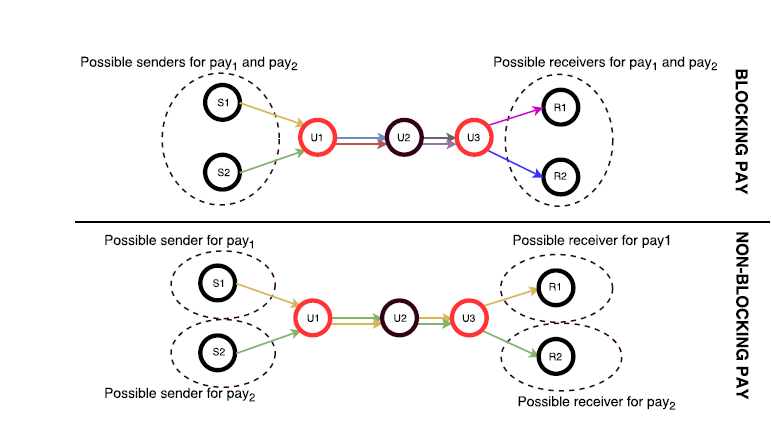 Possible senders for pay₁ and pay₂
Possible receivers for pay₁ and pay₂
S1
S2
U1
U2
U3
R1
R2
BLOCKING PAY
Possible sender for pay₁
Possible receiver for pay1
S1
S2
U1
U2
U3
R1
R2
Possible sender for pay₂
Possible receiver for pay₂
NON-BLOCKING PAY